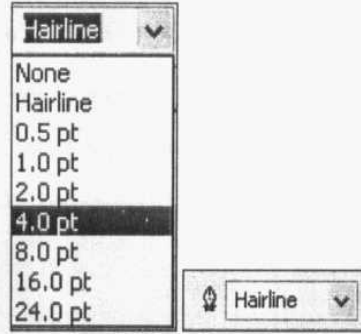 Hairline
None
Hairline
0.5 pt
1.0 pt
2.0 pt
4.0 pt
8.0 pt
16.0 pt
24.0 pt
Hairline